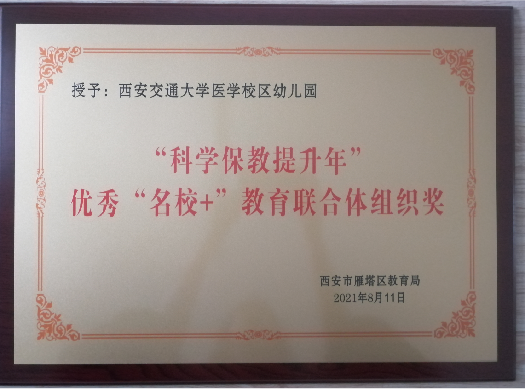 授予：西安交通大学医学校区幼儿园
“科学保教提升年”
优秀“名校+”教育联合体组织奖
西安市雁塔区教育局
2021年8月11日